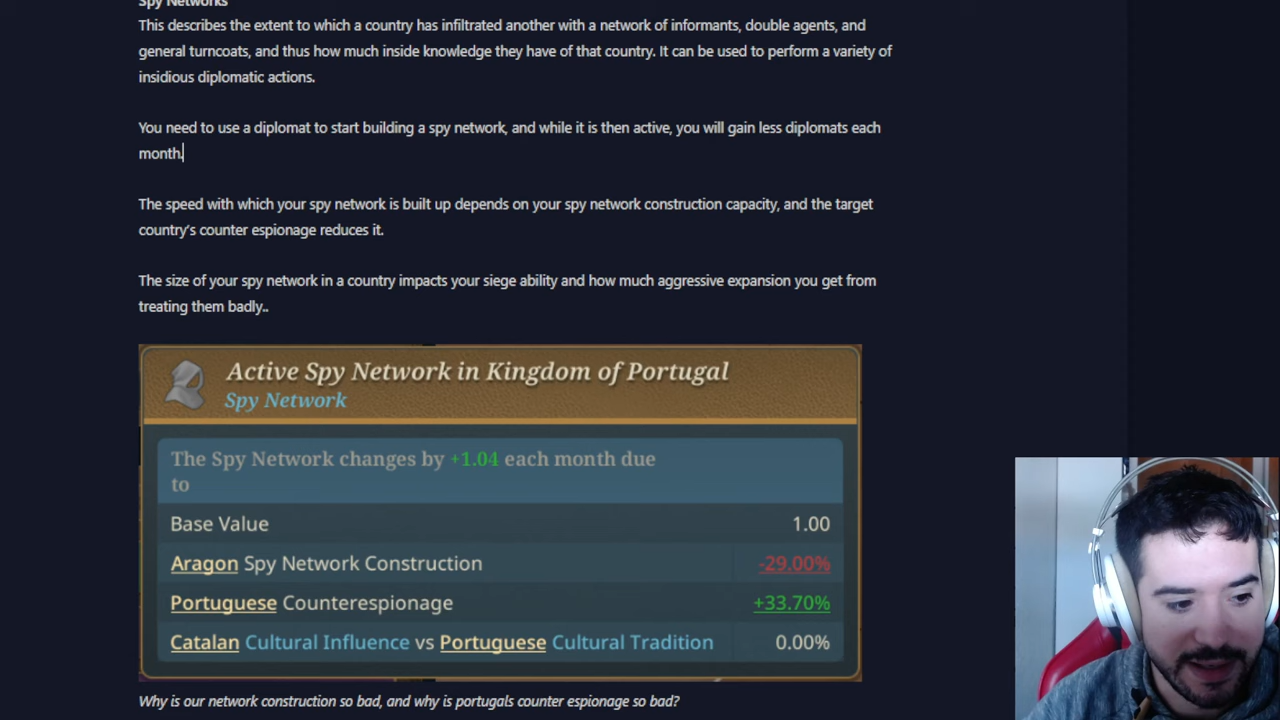 Spy Networks
This describes the extent to which a country has infiltrated another with a network of informants, double agents, and
general turncoats, and thus how much inside knowledge they have of that country. It can be used to perform a variety of
insidious diplomatic actions.
You need to use a diplomat to start building a spy network, and while it is then active, you will gain less diplomats each
month.
The speed with which your spy network is built up depends on your spy network construction capacity, and the target
country's counter espionage reduces it.
The size of your spy network in a country impacts your siege ability and how much aggressive expansion you get from
treating them badly..
Active Spy Network in Kingdom of Portugal
Spy Network
The Spy Network changes by +1.04 each month due
to
Base Value 1.00
Aragon Spy Network Construction -29.00%
Portuguese Counterespionage +33.70%
Catalan Cultural Influence vs Portuguese Cultural Tradition 0.00%
Why is our network construction so bad, and why is portugals counter espionage so bad?